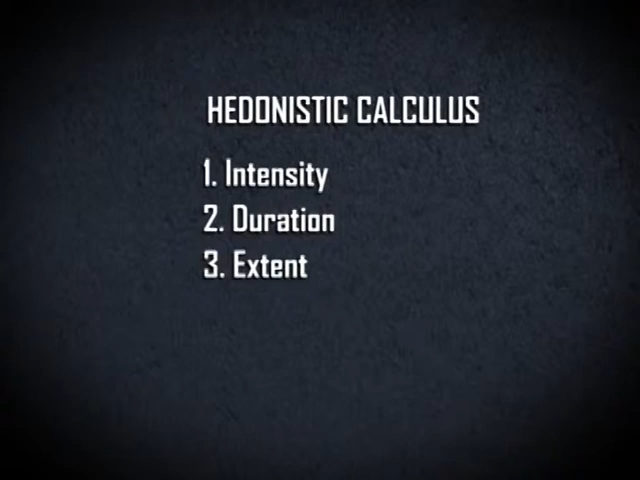 HEDONISTIC CALCULUS
1. Intensity
2. Duration
3. Extent